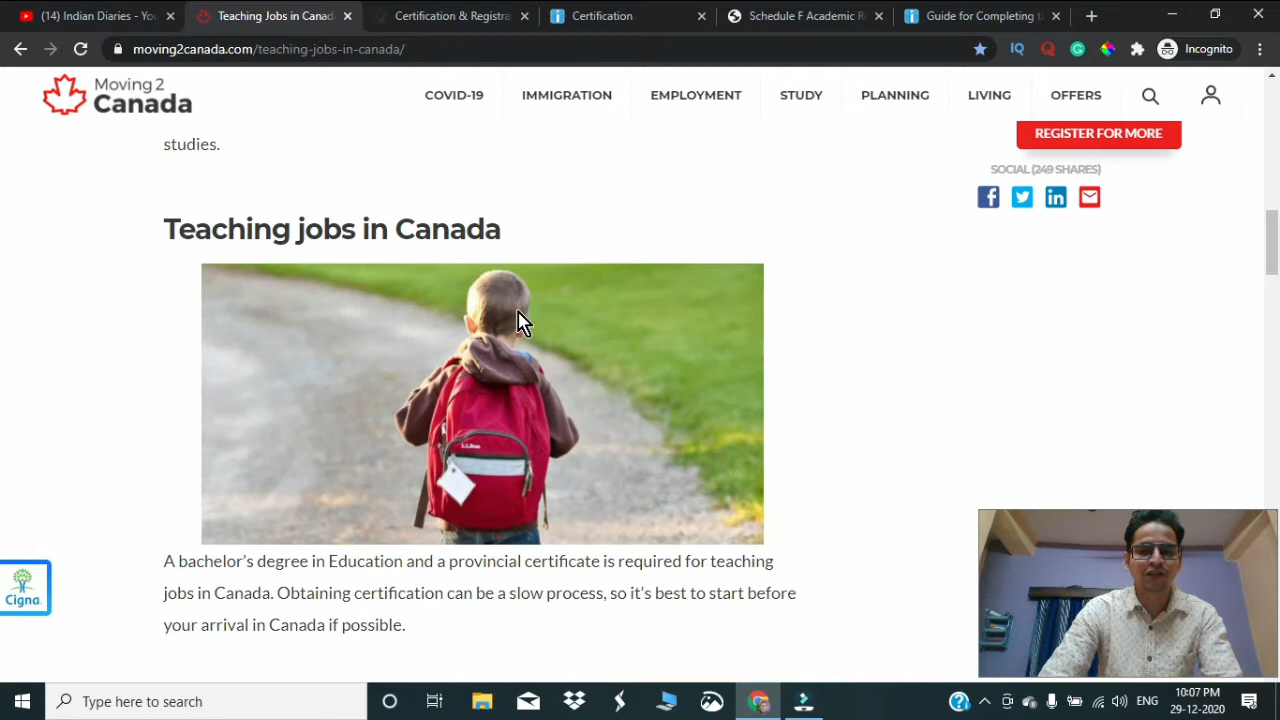 (14) Indian Diaries - You
Teaching Jobs in Canad
Certification & Registra
Certification
Schedule F Academic R
Guide for Completing t
moving2canada.com/teaching-jobs-in-canada/
Incognito
Moving 2
Canada
COVID-19
IMMIGRATION
EMPLOYMENT
STUDY
PLANNING
LIVING
OFFERS
studies.
REGISTER FOR MORE
SOCIAL (249 SHARES)
Teaching jobs in Canada
L.L.Bean
A bachelor’s degree in Education and a provincial certificate is required for teaching
jobs in Canada. Obtaining certification can be a slow process, so it’s best to start before
your arrival in Canada if possible.
Cigna
Type here to search
ENG
10:07 PM
29-12-2020